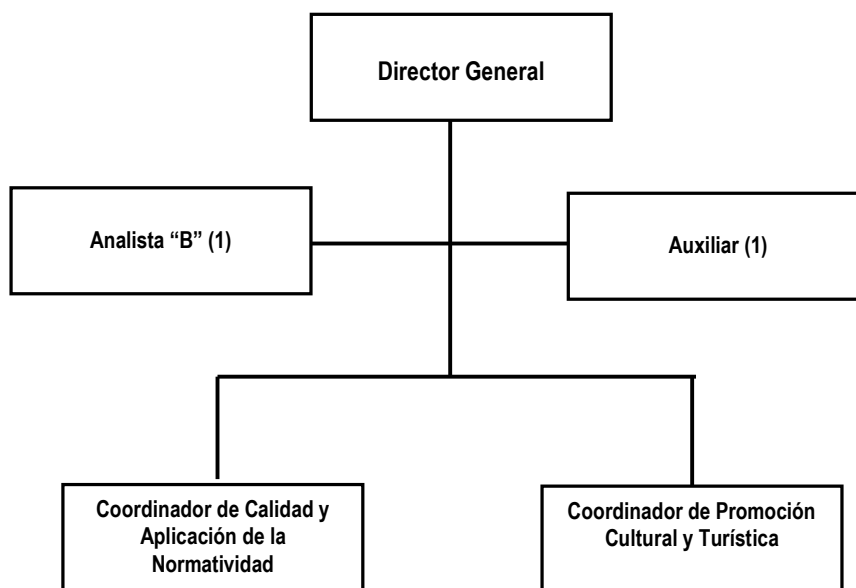 Director General
Analista “B” (1)
Auxiliar (1)
Coordinador de Calidad y
Aplicación de la
Normatividad
Coordinador de Promoción
Cultural y Turística